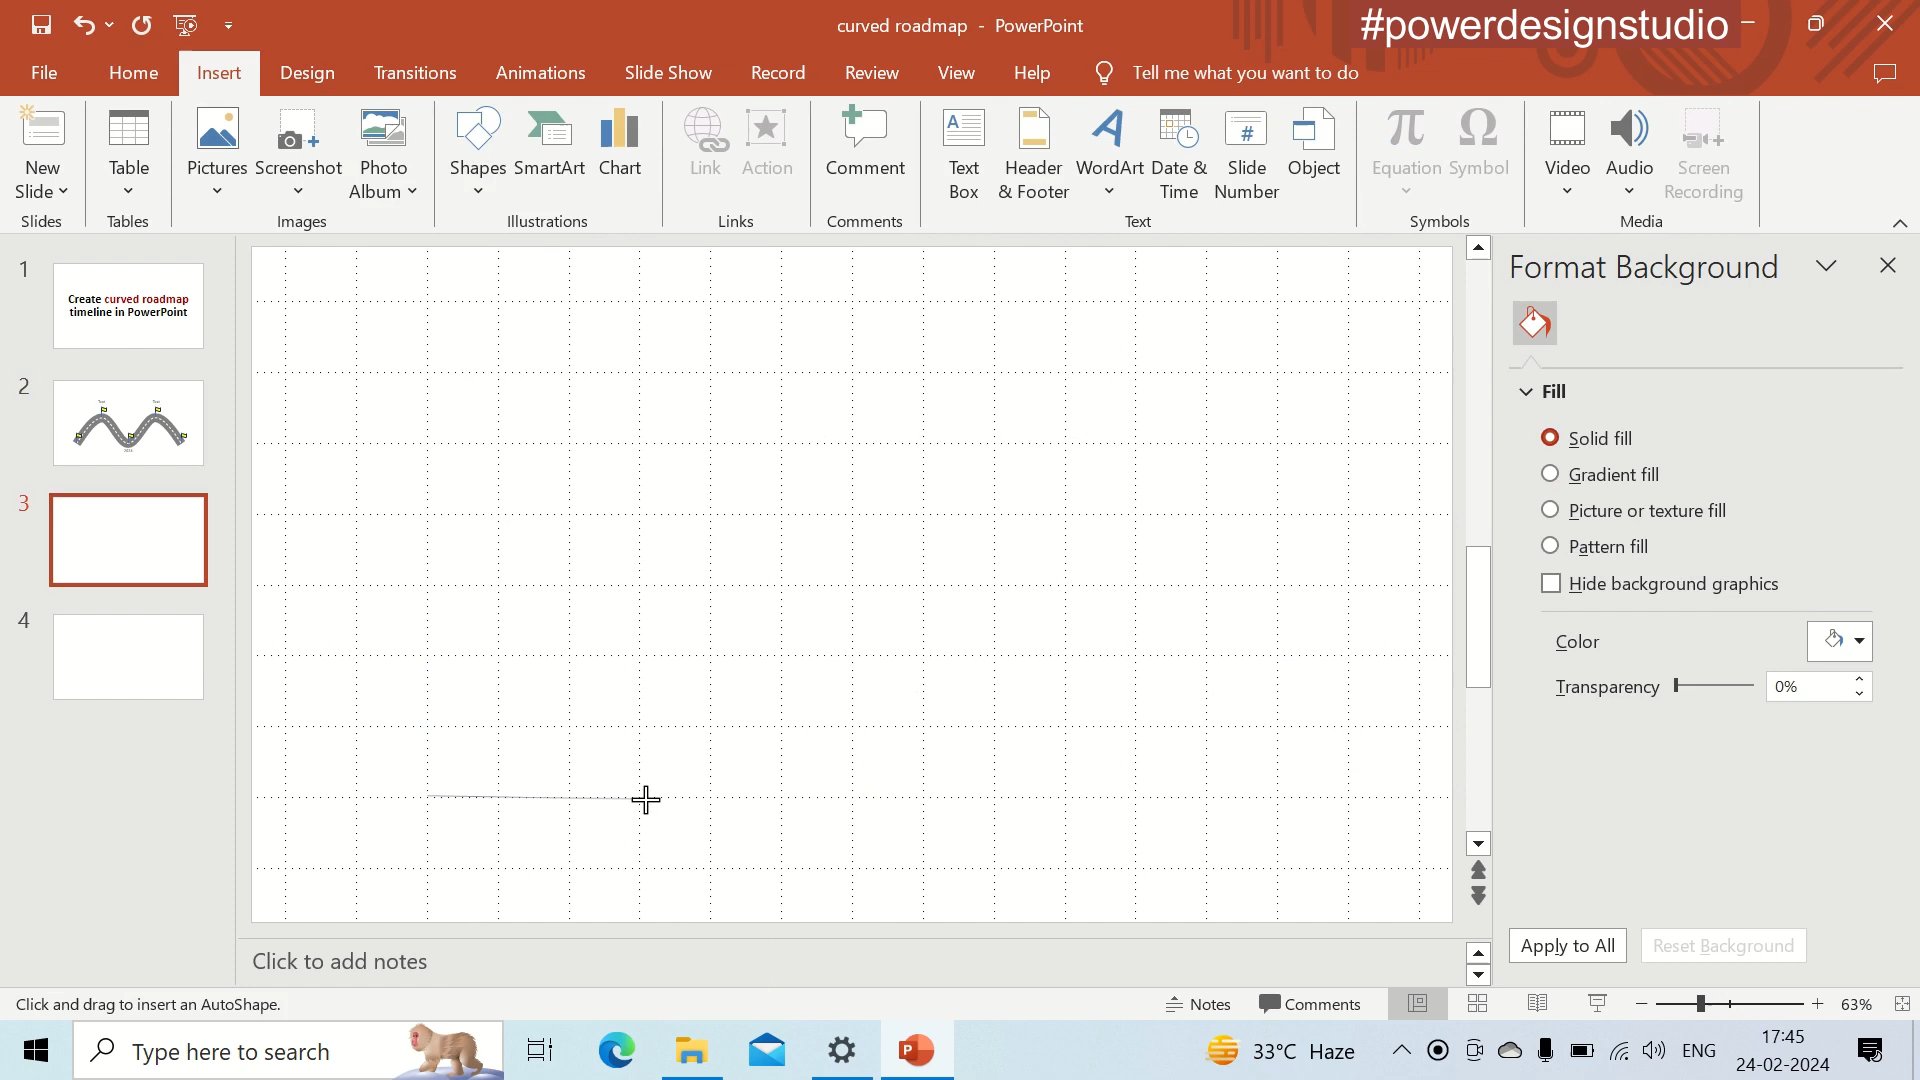 curved roadmap - PowerPoint
#powerdesignstudio
File Home Insert Design Transitions Animations Slide Show Record Review View Help Tell me what you want to do
New Slide
Table
Pictures
Screenshot
Photo Album
Shapes
SmartArt
Chart
Link
Action
Comment
Text Box
Header & Footer
WordArt
Date & Time
Slide Number
Object
Equation
Symbol
Video
Audio
Screen Recording
Slides Tables Images Illustrations Links Comments Text Symbols Media
1
Create curved roadmap
timeline in PowerPoint
2
3
4
Format Background
Fill
Solid fill
Gradient fill
Picture or texture fill
Pattern fill
Hide background graphics
Color
Transparency 0%
Apply to All Reset Background
Click to add notes
Click and drag to insert an AutoShape. Notes Comments 63%
Type here to search
33°C Haze
ENG
17:45
24-02-2024